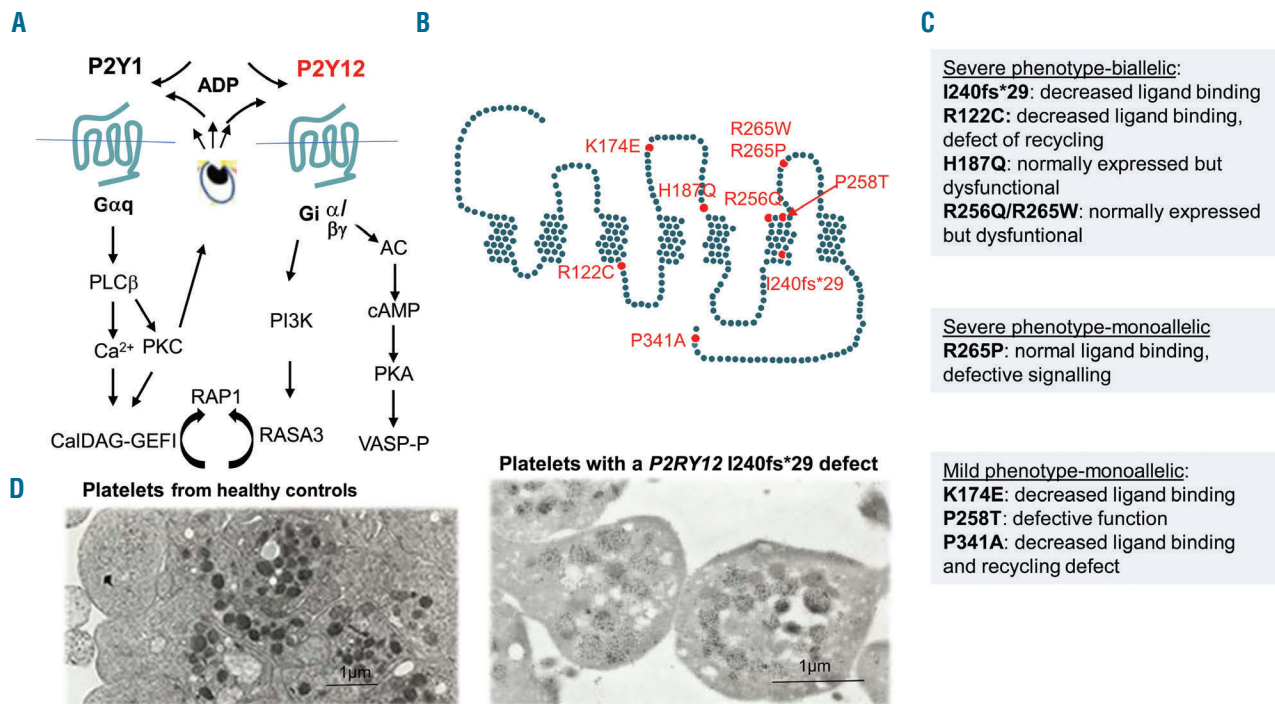 A
P2Y1
ADP
P2Y12
Gαq
Gi α/
βγ
AC
PLCβ
cAMP
PI3K
Ca2+
PKC
PKA
RAP1
CalDAG-GEFI
RASA3
VASP-P
B
K174E
R265W
R265P
H187Q
R256Q
P258T
R122C
I240fs*29
P341A
C
Severe phenotype-biallelic:
I240fs*29: decreased ligand binding
R122C: decreased ligand binding,
defect of recycling
H187Q: normally expressed but
dysfunctional
R256Q/R265W: normally expressed
but dysfuntional
Severe phenotype-monoallelic
R265P: normal ligand binding,
defective signalling
Mild phenotype-monoallelic:
K174E: decreased ligand binding
P258T: defective function
P341A: decreased ligand binding
and recycling defect
D
Platelets from healthy controls
1µm
Platelets with a P2RY12 I240fs*29 defect
1µm